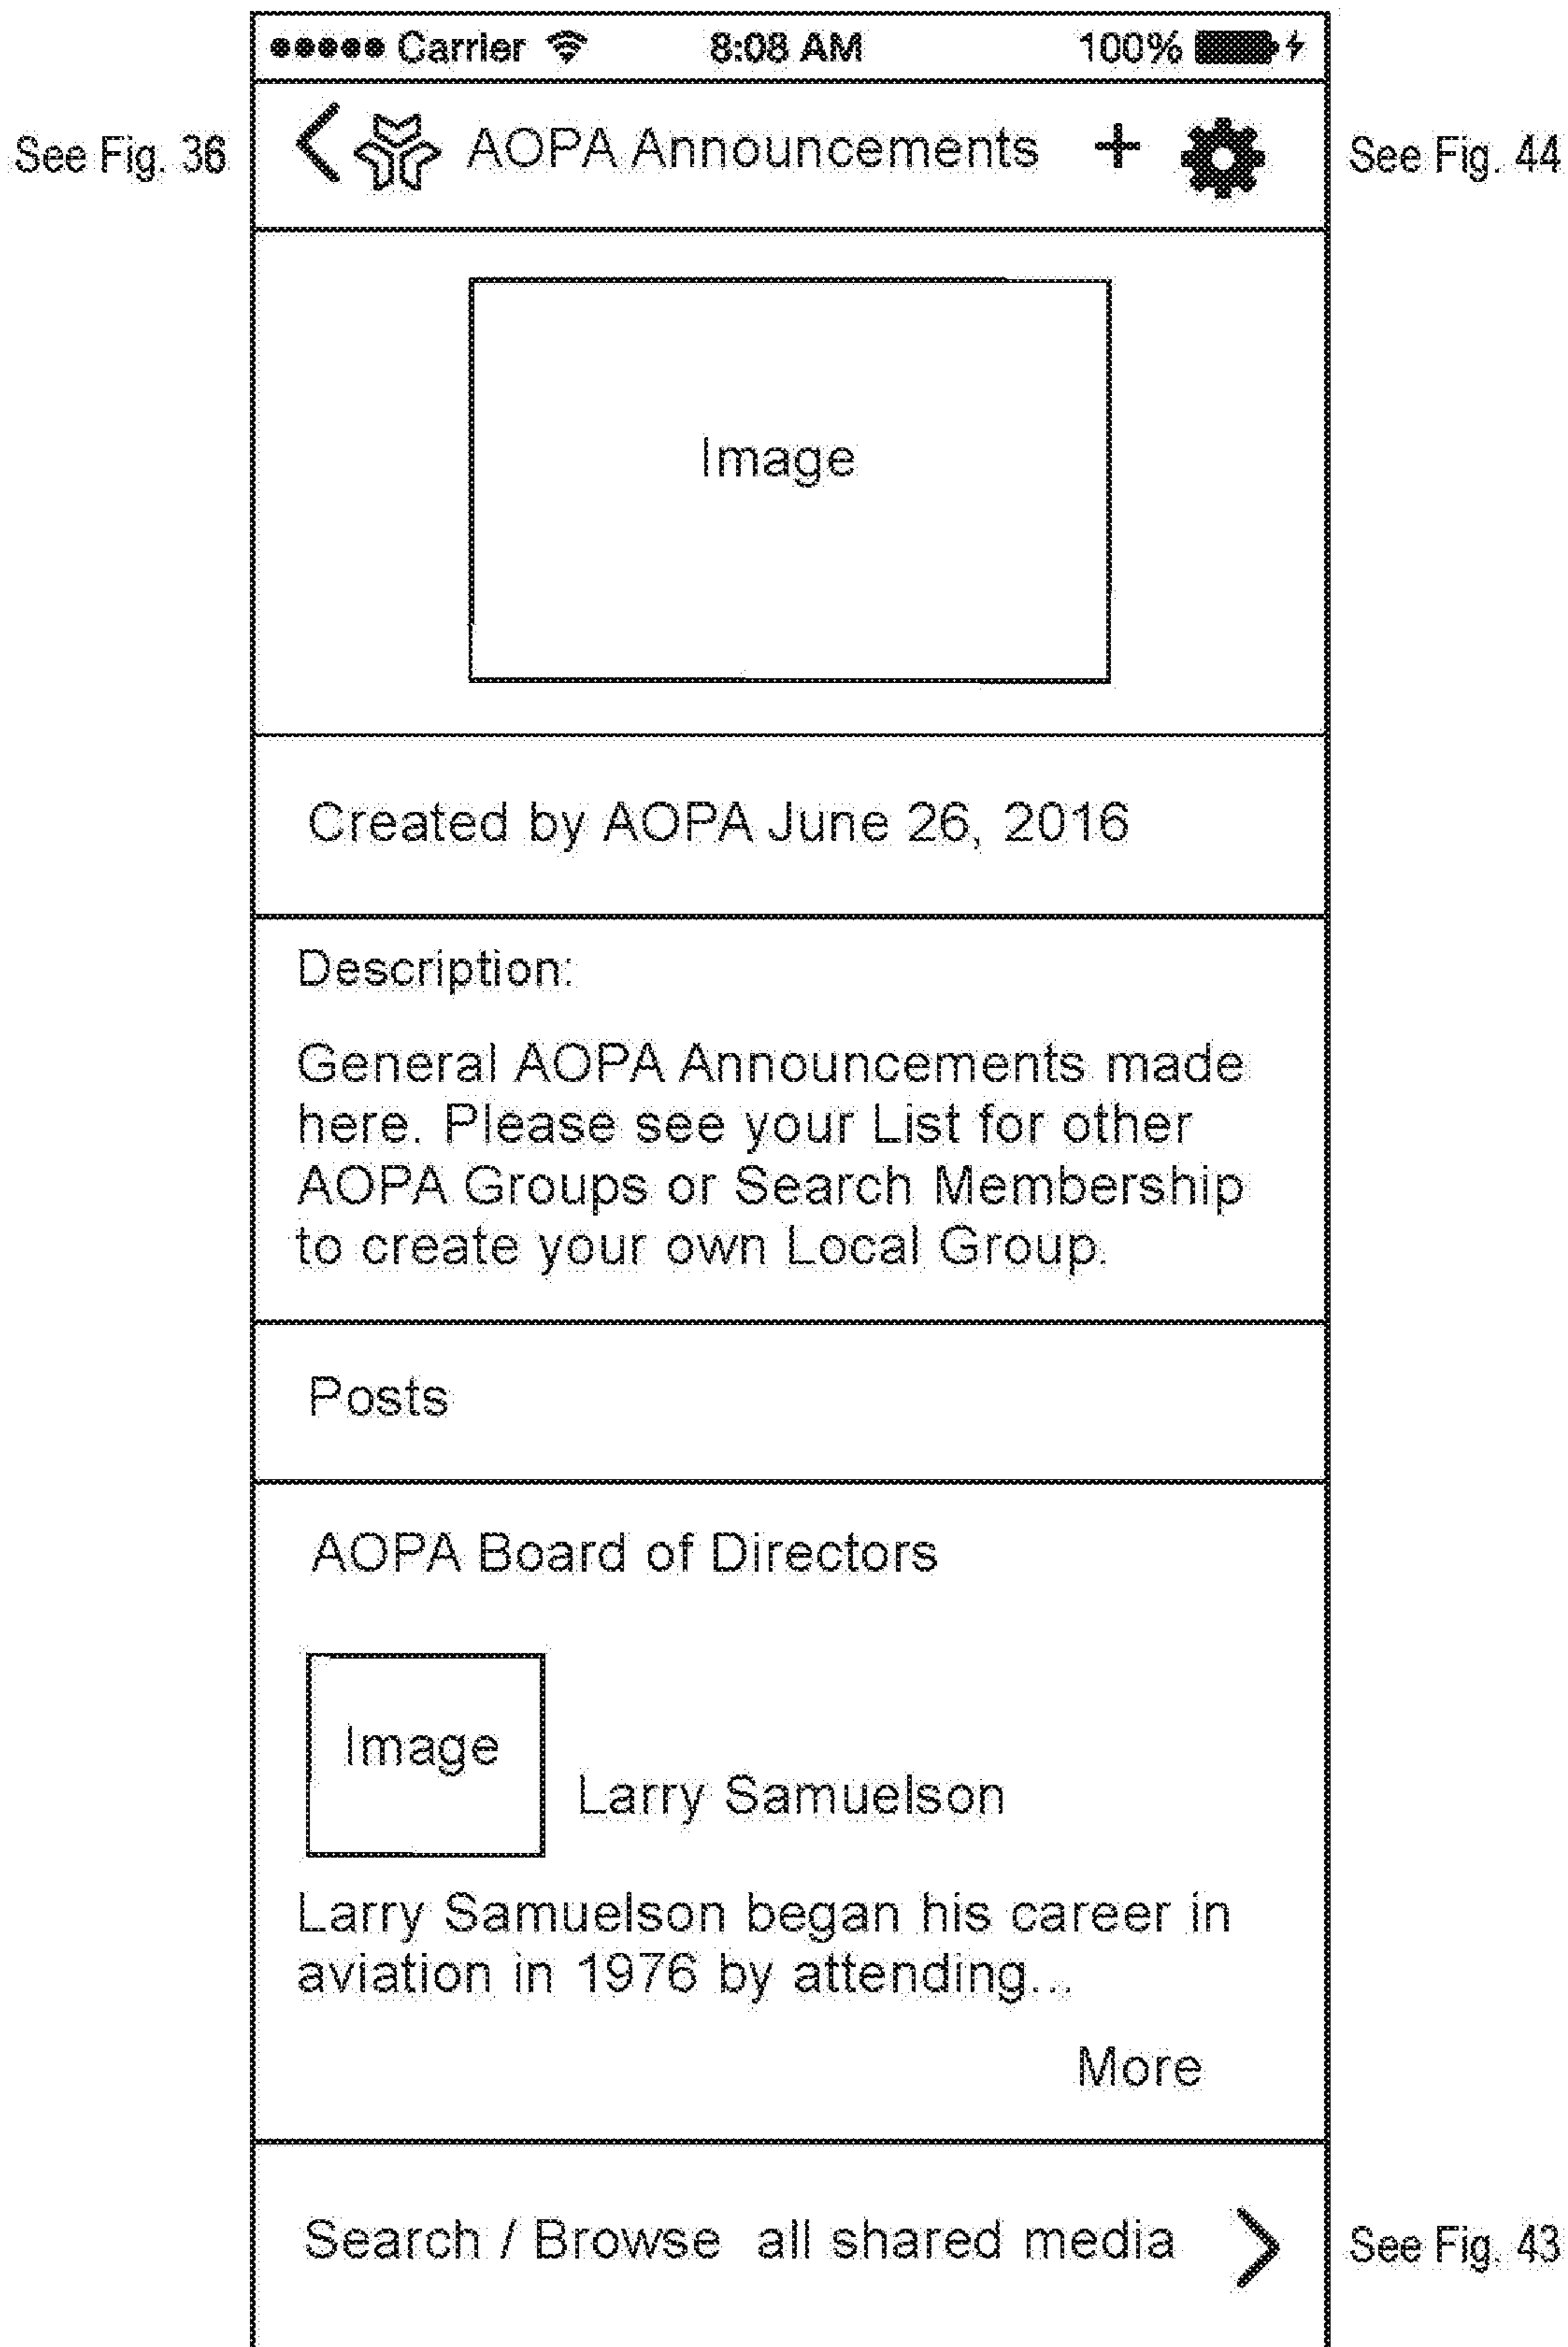 Carrier 8:08 AM 100%
See Fig. 36 AOPA Announcements + See Fig. 44
Image
Created by AOPA June 26, 2016
Description:
General AOPA Announcements made
here. Please see your List for other
AOPA Groups or Search Membership
to create your own Local Group.
Posts
AOPA Board of Directors
Image
Larry Samuelson
Larry Samuelson began his career in
aviation in 1976 by attending...
More
Search / Browse all shared media See Fig. 43